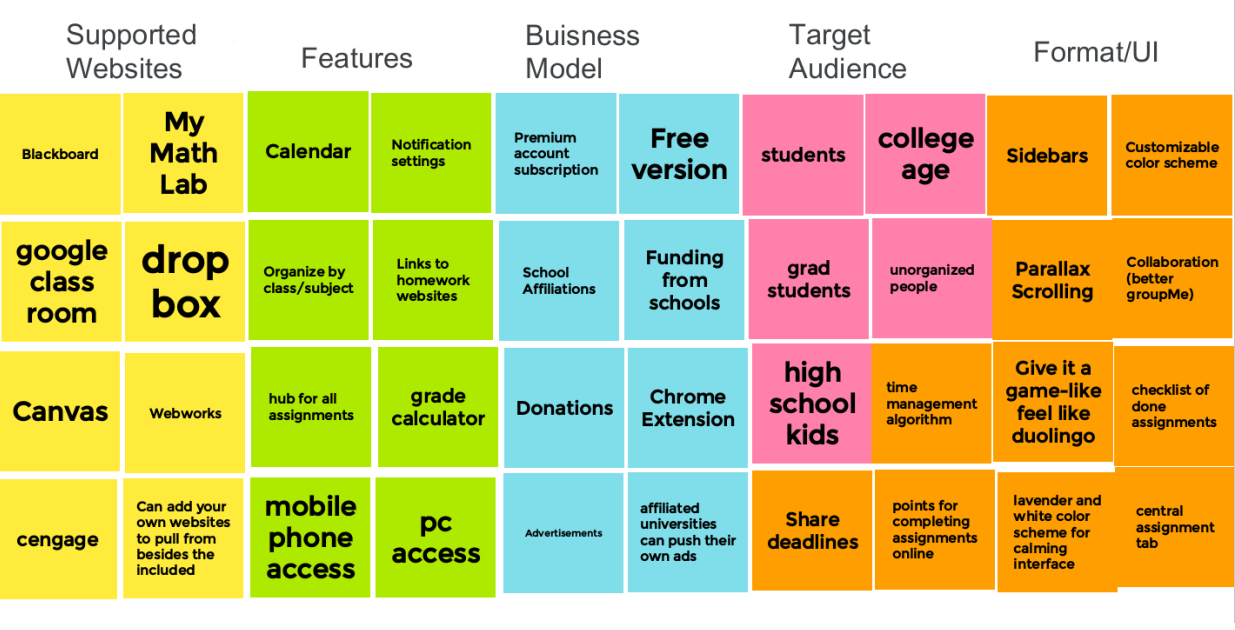 Supported
Websites
Features
Buisness
Model
Target
Audience
Format/UI
Blackboard
My
Math
Lab
Calendar
Notification
settings
Premium
account
subscription
Free
version
students
college
age
Sidebars
Customizable
color scheme
google
class
room
drop
box
Organize by
class/subject
Links to
homework
websites
School
Affiliations
Funding
from
schools
grad
students
unorganized
people
Parallax
Scrolling
Collaboration
(better
groupMe)
Canvas
Webworks
hub for all
assignments
grade
calculator
Donations
Chrome
Extension
high
school
kids
time
management
algorithm
Give it a
game-like
feel like
duolingo
checklist of
done
assignments
cengage
Can add your
own websites
to pull from
besides the
included
mobile
phone
access
pc
access
Advertisements
affiliated
universities
can push their
own ads
Share
deadlines
points for
completing
assignments
online
lavender and
white color
scheme for
calming
interface
central
assignment
tab